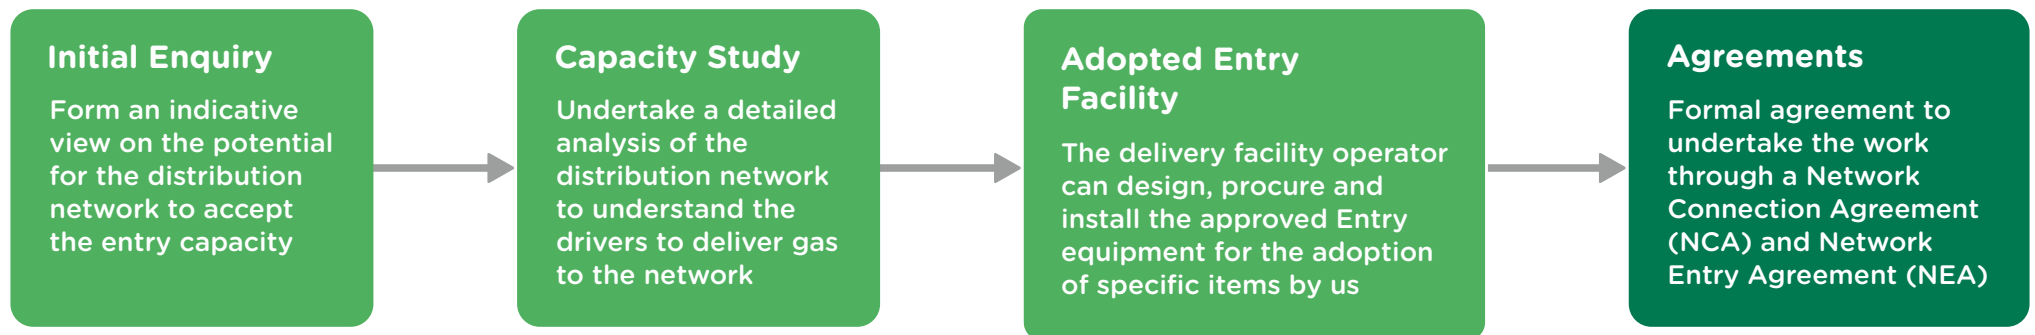 Initial Enquiry
Form an indicative
view on the potential
for the distribution
network to accept
the entry capacity
Capacity Study
Undertake a detailed
analysis of the
distribution network
to understand the
drivers to deliver gas
to the network
Adopted Entry
Facility
The delivery facility operator
can design, procure and
install the approved Entry
equipment for the adoption
of specific items by us
Agreements
Formal agreement to
undertake the work
through a Network
Connection Agreement
(NCA) and Network
Entry Agreement (NEA)